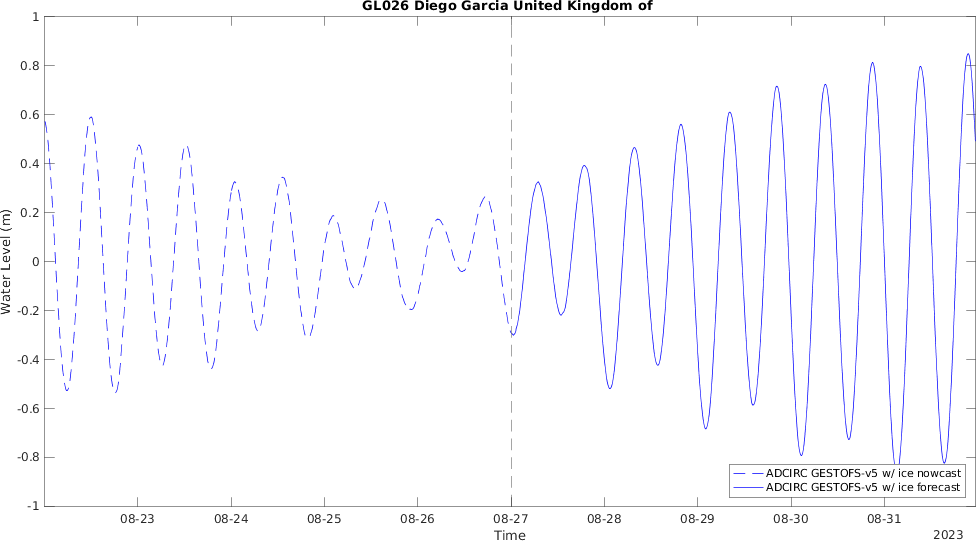 GL026 Diego Garcia United Kingdom of
1
0.8
0.6
0.4
0.2
0
-0.2
-0.4
-0.6
-0.8
-1
Water Level (m)
08-23 08-24 08-25 08-26 08-27 08-28 08-29 08-30 08-31
Time
2023
ADCIRC GESTOFS-v5 w/ ice nowcast
ADCIRC GESTOFS-v5 w/ ice forecast